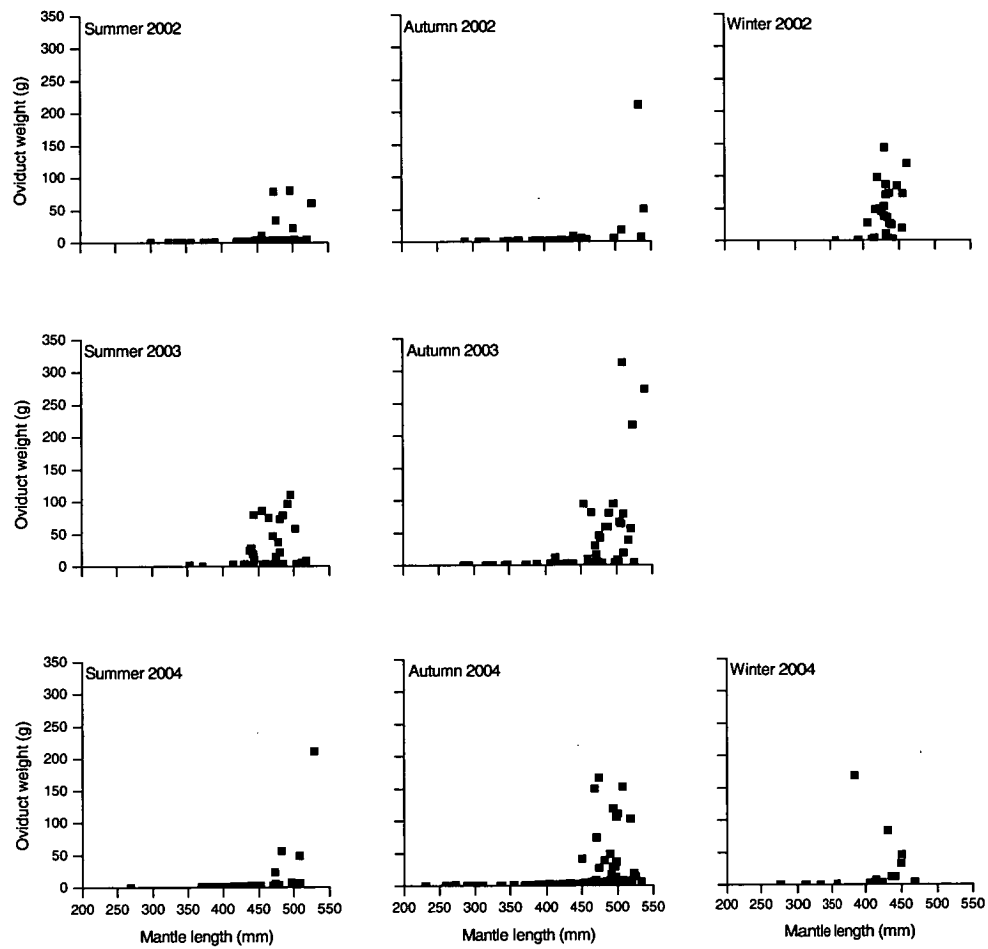 Summer 2002
Autumn 2002
Winter 2002
Oviduct weight (g)
350
300
250
200
150
100
50
0
Summer 2003
Autumn 2003
Oviduct weight (g)
350
300
250
200
150
100
50
0
Summer 2004
Autumn 2004
Winter 2004
Oviduct weight (g)
350
300
250
200
150
100
50
0
200 250 300 350 400 450 500 550
200 250 300 350 400 450 500 550
200 250 300 350 400 450 500 550
Mantle length (mm)
Mantle length (mm)
Mantle length (mm)